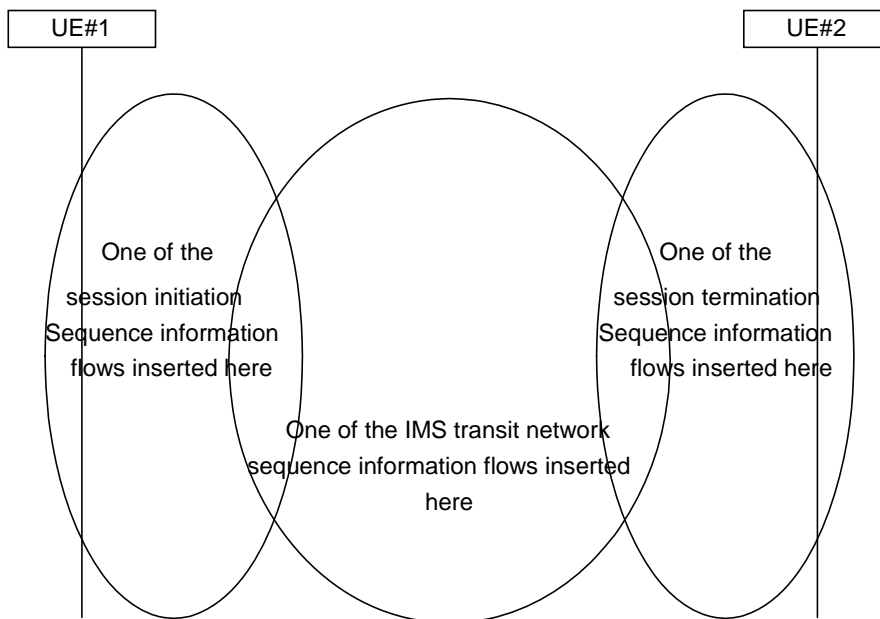 UE#1
UE#2
One of the
session initiation
Sequence information
flows inserted here
One of the IMS transit network
sequence information flows inserted
here
One of the
session termination
Sequence information
flows inserted here